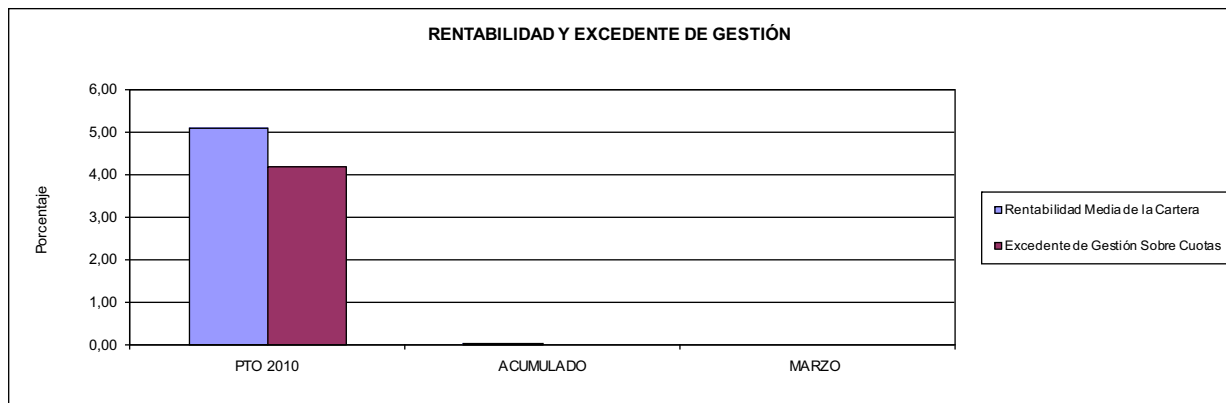 RENTABILIDAD Y EXCEDENTE DE GESTIÓN
6,00
5,00
4,00
3,00
2,00
1,00
0,00
Porcentaje
PTO 2010
ACUMULADO
MARZO
Rentabilidad Media de la Cartera
Excedente de Gestión Sobre Cuotas